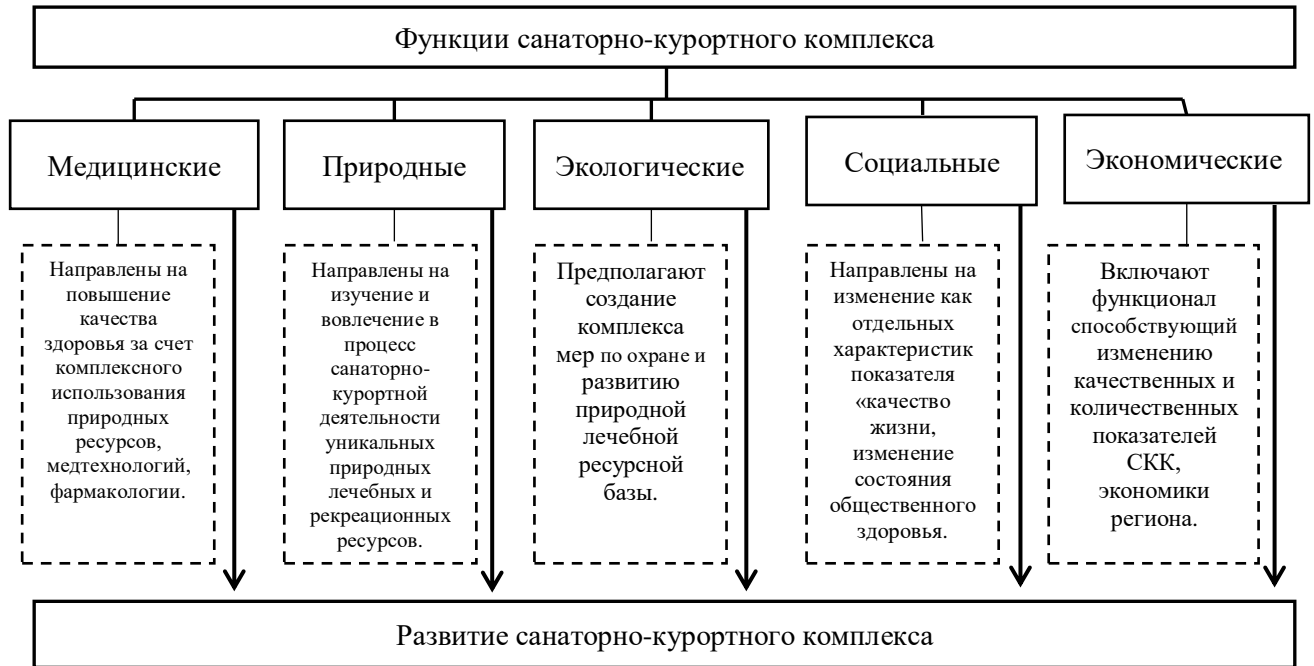 Функции санаторно-курортного комплекса
Медицинские
Природные
Экологические
Социальные
Экономические
Направлены на
повышение
качества
здоровья за счет
комплексного
использования
природных
ресурсов,
медтехнологий,
фармакологии.
Направлены на
изучение и
вовлечение в
процесс
санаторно-
курортной
деятельности
уникальных
природных
лечебных и
рекреационных
ресурсов.
Предполагают
создание
комплекса
мер по охране и
развитию
природной
лечебной
ресурсной
базы.
Направлены на
изменение как
отдельных
характеристик
показателя
«качество
жизни,
изменение
состояния
общественного
здоровья.
Включают
функционал
способствующий
изменению
качественных и
количественных
показателей
СКК,
экономики
региона.
Развитие санаторно-курортного комплекса